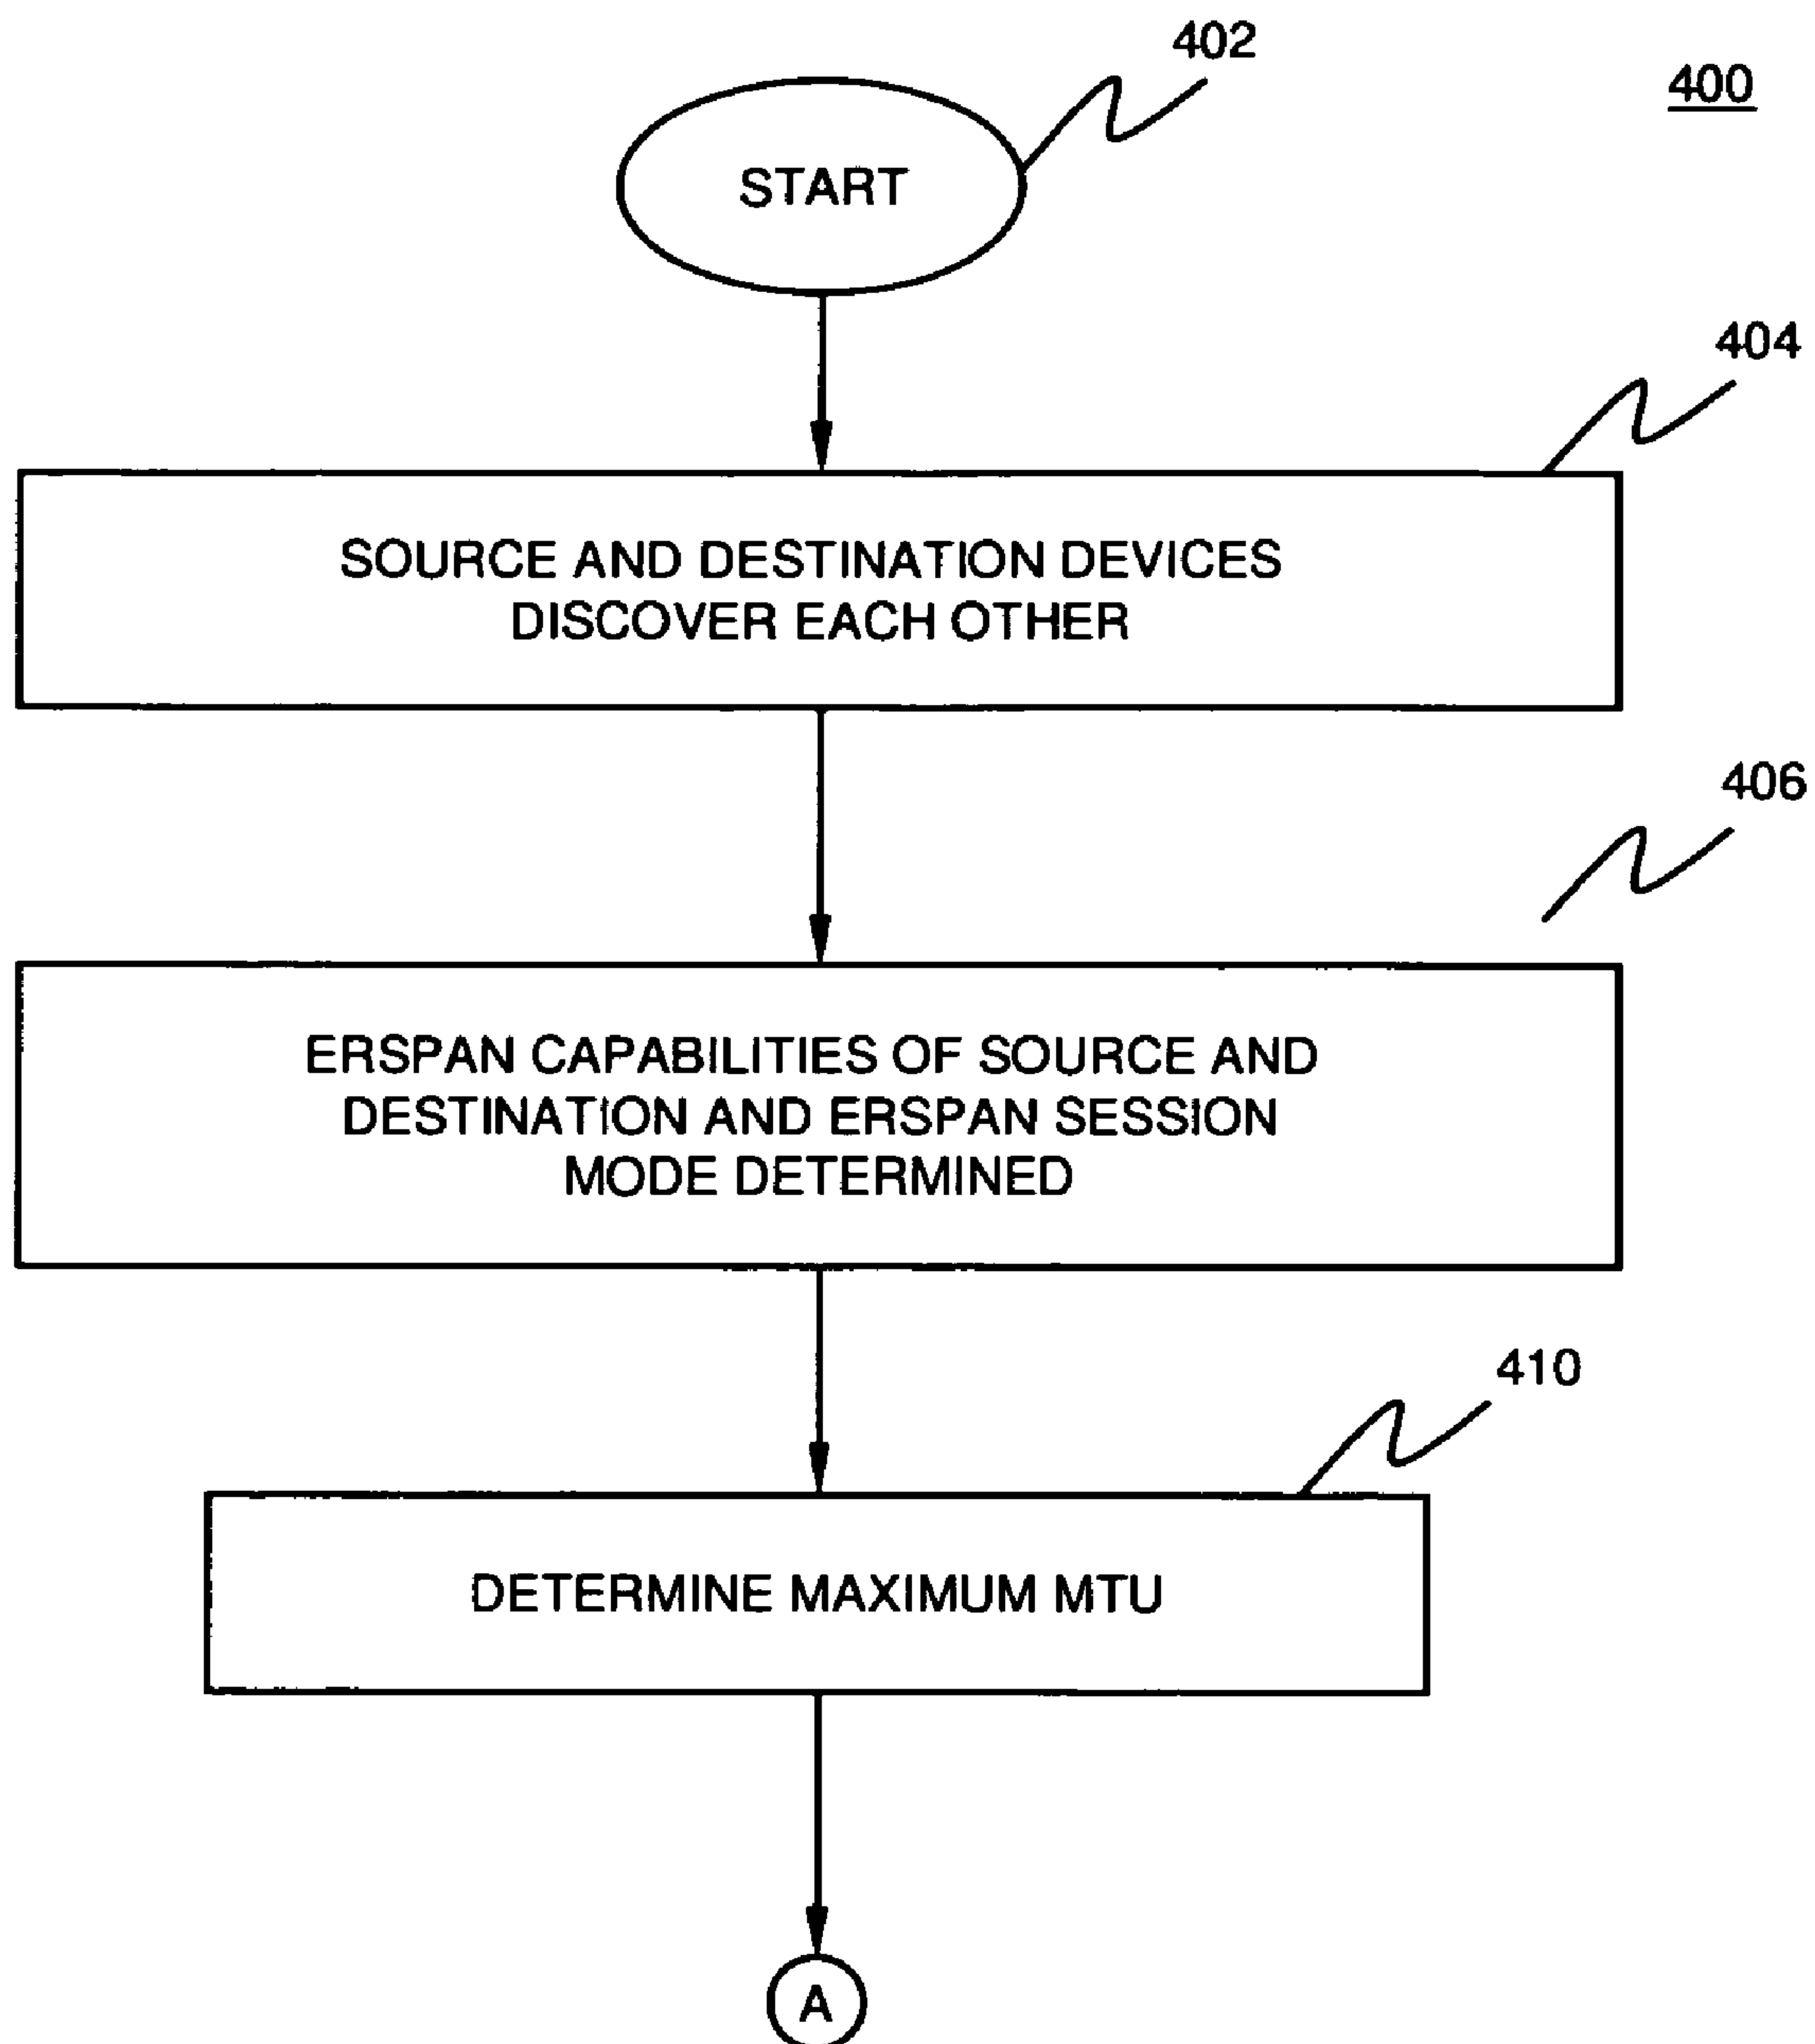 402
400
START
404
SOURCE AND DESTINATION DEVICES
DISCOVER EACH OTHER
406
ERSPAN CAPABILITIES OF SOURCE AND
DESTINATION AND ERSPAN SESSION
MODE DETERMINED
410
DETERMINE MAXIMUM MTU
A